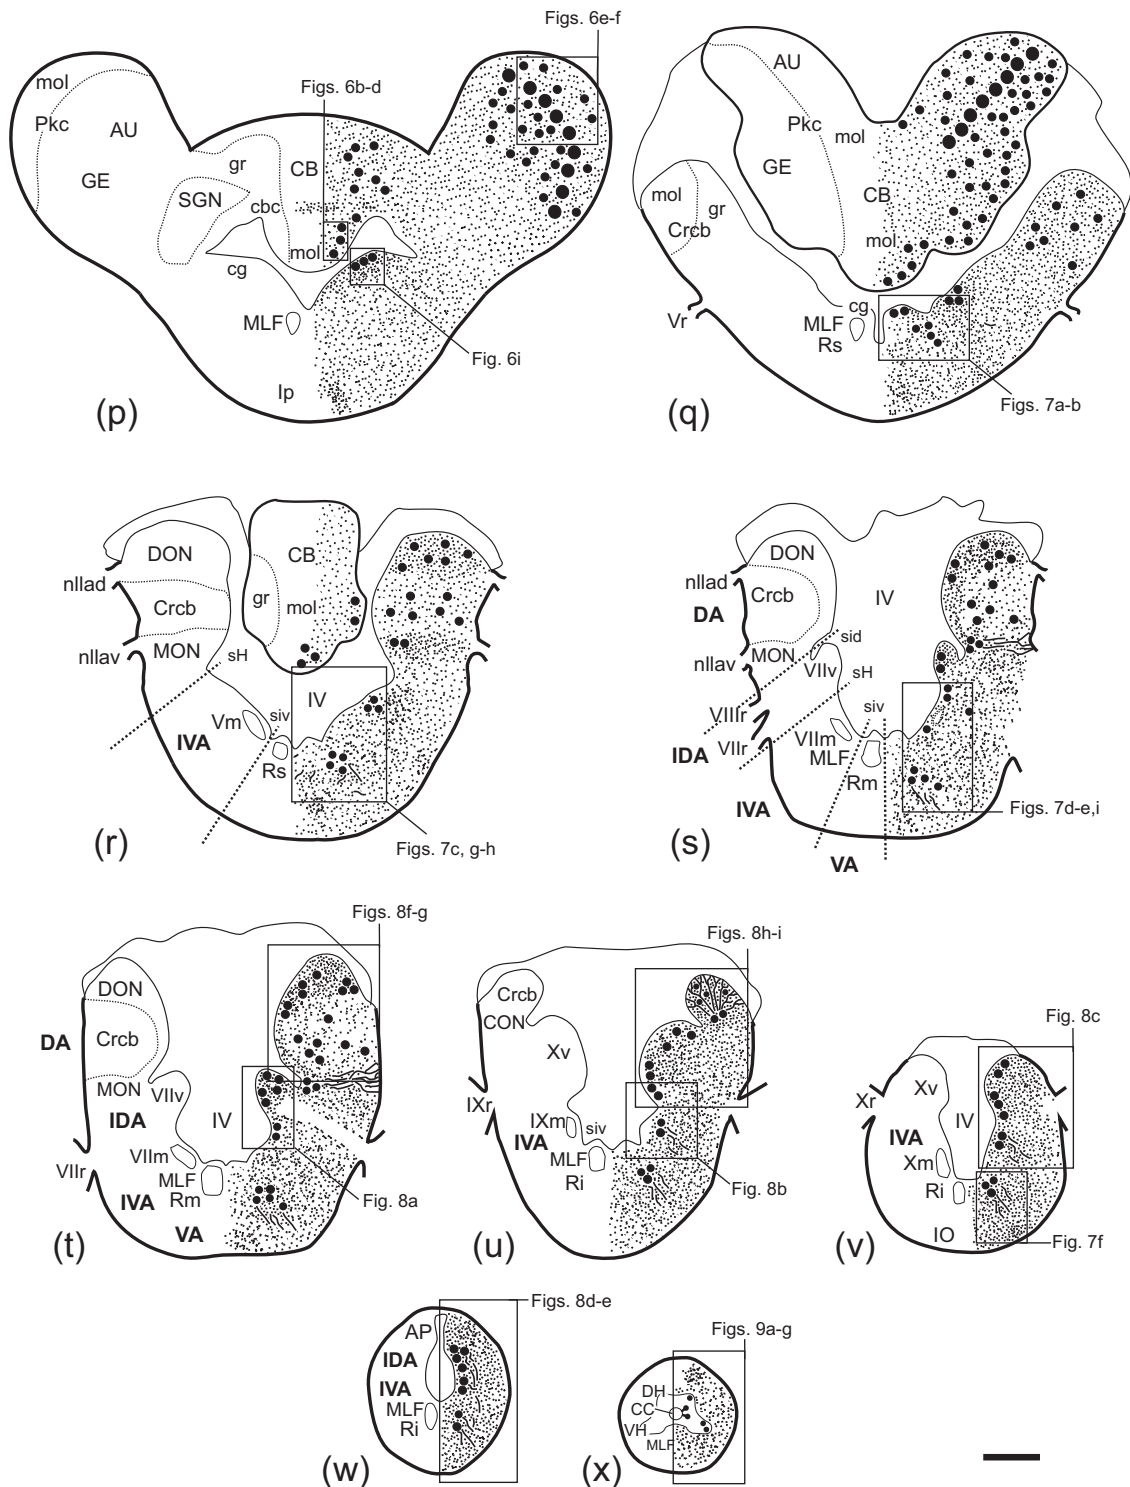 Figs. 6e-f
Figs. 6b-d
mol
Pkc
AU
GE
gr
SGN
CB
cbc
mol
cg
MLF
Ip
Fig. 6i
(p)
AU
Pkc
mol
GE
CB
mol
gr
Crcb
mol
cg
Vr
MLF
Rs
Figs. 7a-b
(q)
DON
nllad
Crcb
MON
nllav
gr
CB
mol
sH
IV
Vm
siv
IVA
Rs
Figs. 7c, g-h
(r)
DON
nllad
Crcb
DA
IV
MON
sid
nllav
VIIv
sH
VIIIr
siv
VIIm
IDA
VIIr
MLF
Rm
IVA
VA
Figs. 7d-e,i
(s)
Figs. 8f-g
DON
DA
Crcb
MON
VIIv
IDA
IV
VIIm
VIIr
MLF
Rm
IVA
VA
Fig. 8a
(t)
Figs. 8h-i
Crcb
CON
Xv
IXr
IXm
siv
IVA
MLF
Ri
Fig. 8b
(u)
Fig. 8c
Xv
Xr
IV
IVA
Xm
Ri
IO
Fig. 7f
(v)
Figs. 8d-e
AP
IDA
IVA
MLF
Ri
(w)
Figs. 9a-g
DH
CC
VH
MLF
(x)